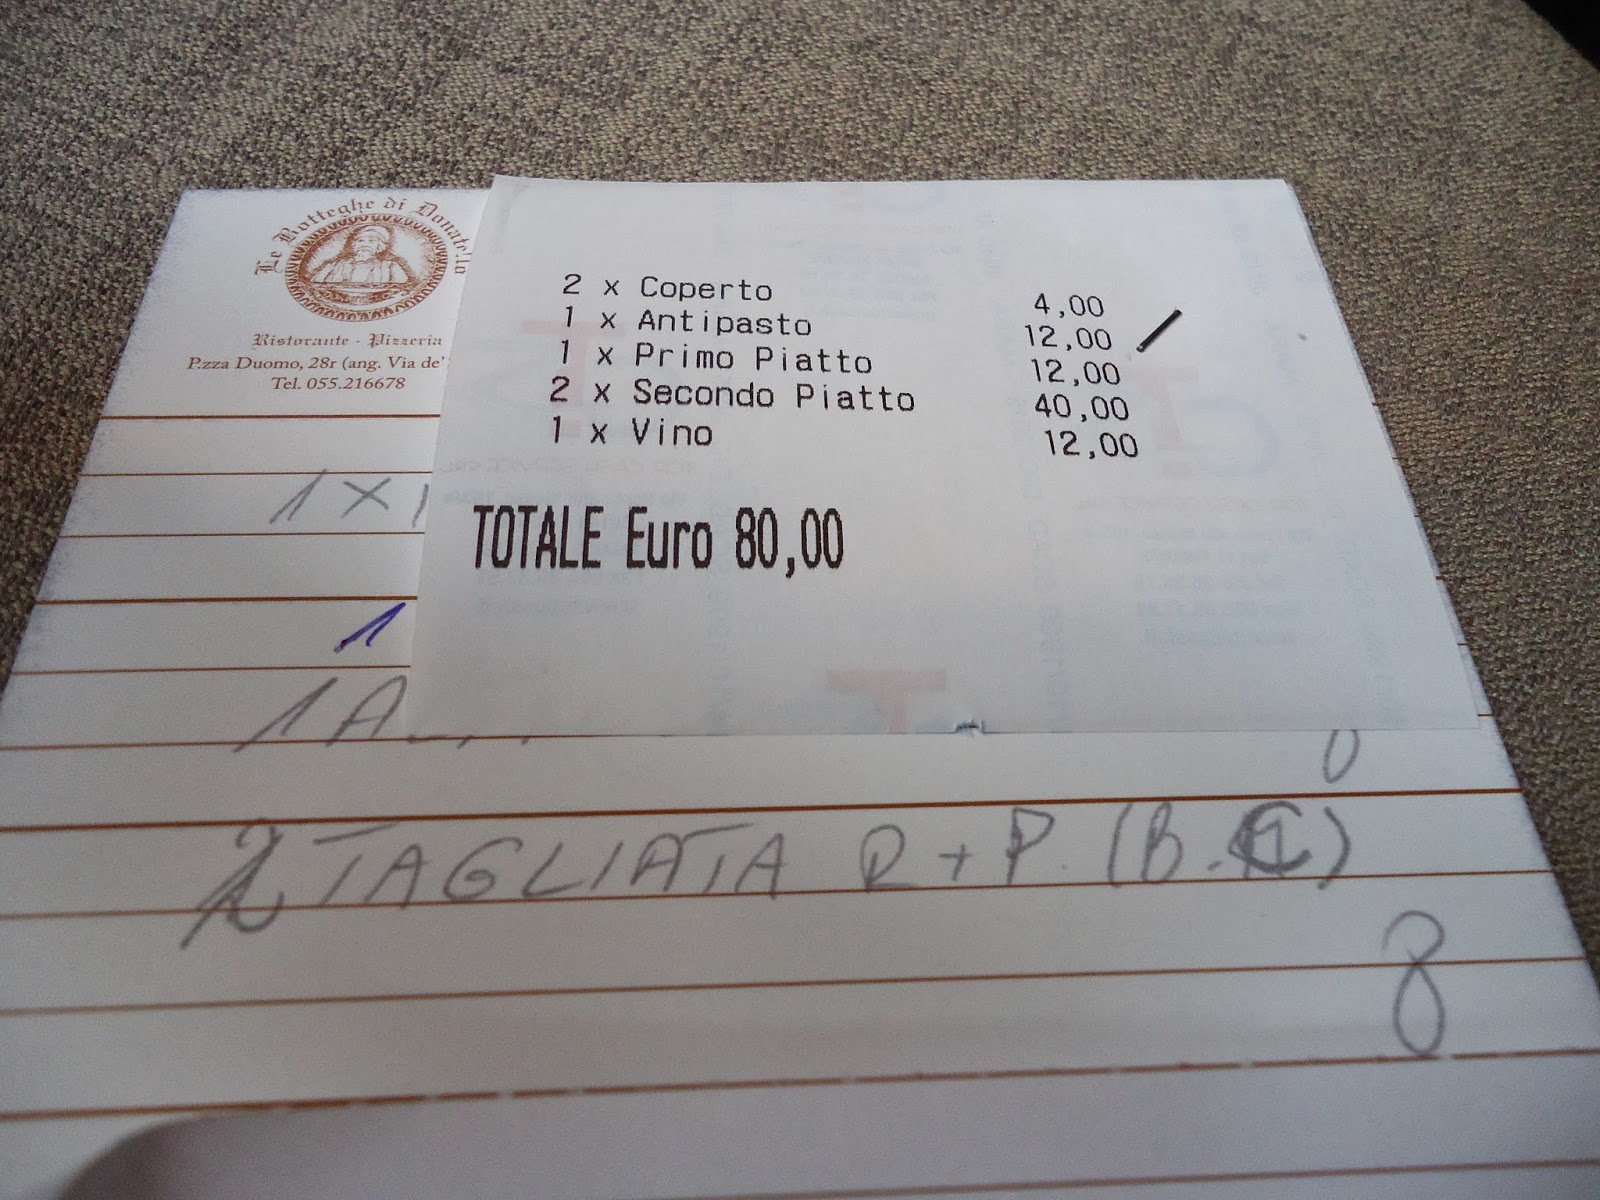 Le Botteghe di Donatello
Ristorante - Pizzeria
P.zza Duomo, 28r (ang. Via de'
Tel. 055.216678
2 x Coperto 4,00
1 x Antipasto 12,00
1 x Primo Piatto 12,00
2 x Secondo Piatto 40,00
1 x Vino 12,00
TOTALE Euro 80,00
1 X
1
1 A
2 TAGLIATA R + P. (B.C)
8